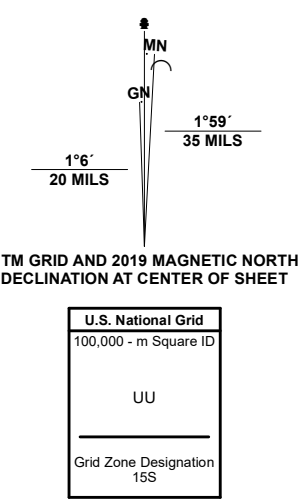 MN
GN
1°59´
35 MILS
1°6´
20 MILS
TM GRID AND 2019 MAGNETIC NORTH
DECLINATION AT CENTER OF SHEET
U.S. National Grid
100,000 - m Square ID
UU
Grid Zone Designation
15S